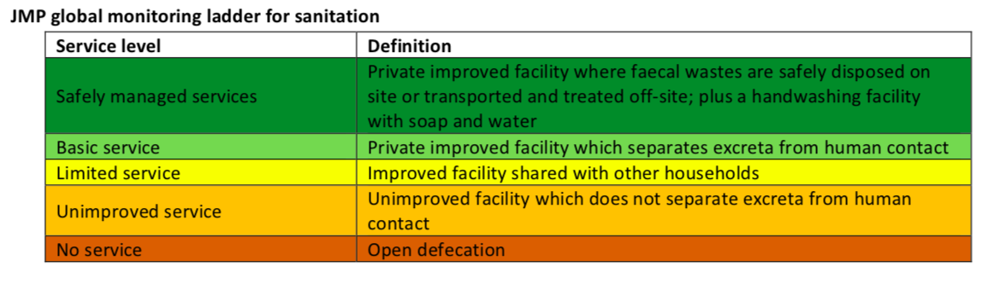 JMP global monitoring ladder for sanitation
Service level
Definition
Safely managed services
Private improved facility where faecal wastes are safely disposed on
site or transported and treated off-site; plus a handwashing facility
with soap and water
Basic service
Private improved facility which separates excreta from human contact
Limited service
Improved facility shared with other households
Unimproved service
Unimproved facility which does not separate excreta from human
contact
No service
Open defecation